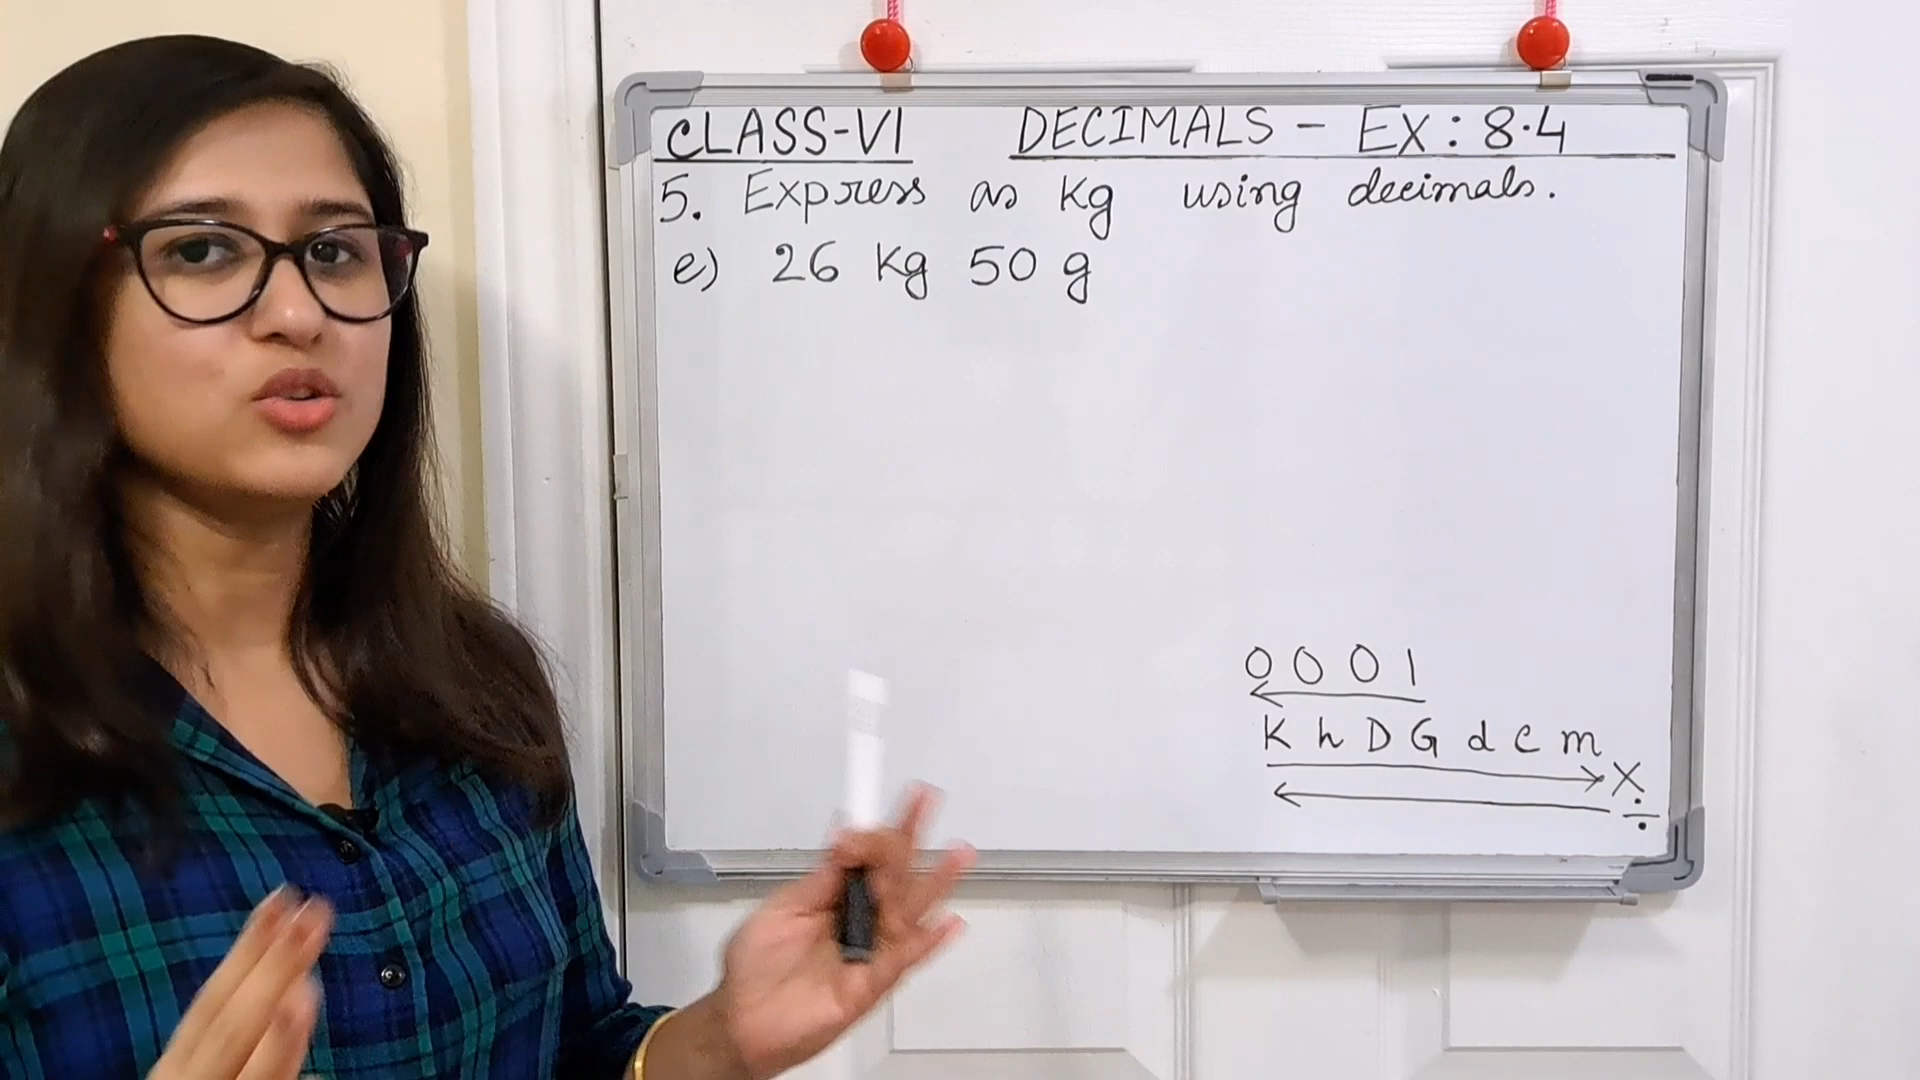 CLASS-VI DECIMALS - EX: 8.4
5. Express as Kg using decimals.
e) 26 Kg 50 g
0 0 0 1
K h D G d c m
X
÷